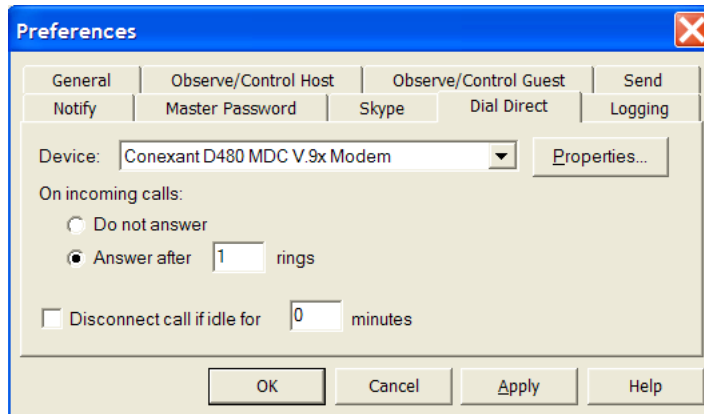 Preferences
General Observe/Control Host Observe/Control Guest Send
Notify Master Password Skype Dial Direct Logging
Device: Conexant D480 MDC V.9x Modem Properties...
On incoming calls:
Do not answer
Answer after 1 rings
Disconnect call if idle for 0 minutes
OK Cancel Apply Help